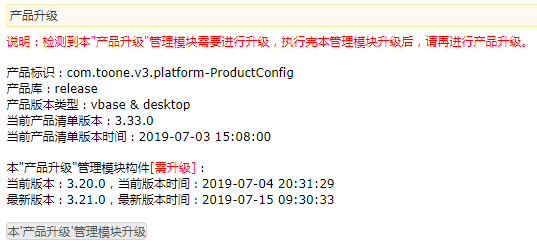 产品升级
说明：检测到本"产品升级"管理模块需要进行升级，执行完本管理模块升级后，请再进行产品升级。
产品标识：com.toone.v3.platform-ProductConfig
产品库：release
产品版本类型：vbase & desktop
当前产品清单版本：3.33.0
当前产品清单版本时间：2019-07-03 15:08:00
本"产品升级"管理模块构件[需升级]：
当前版本：3.20.0，当前版本时间：2019-07-04 20:31:29
最新版本：3.21.0，最新版本时间：2019-07-15 09:30:33
本'产品升级'管理模块升级